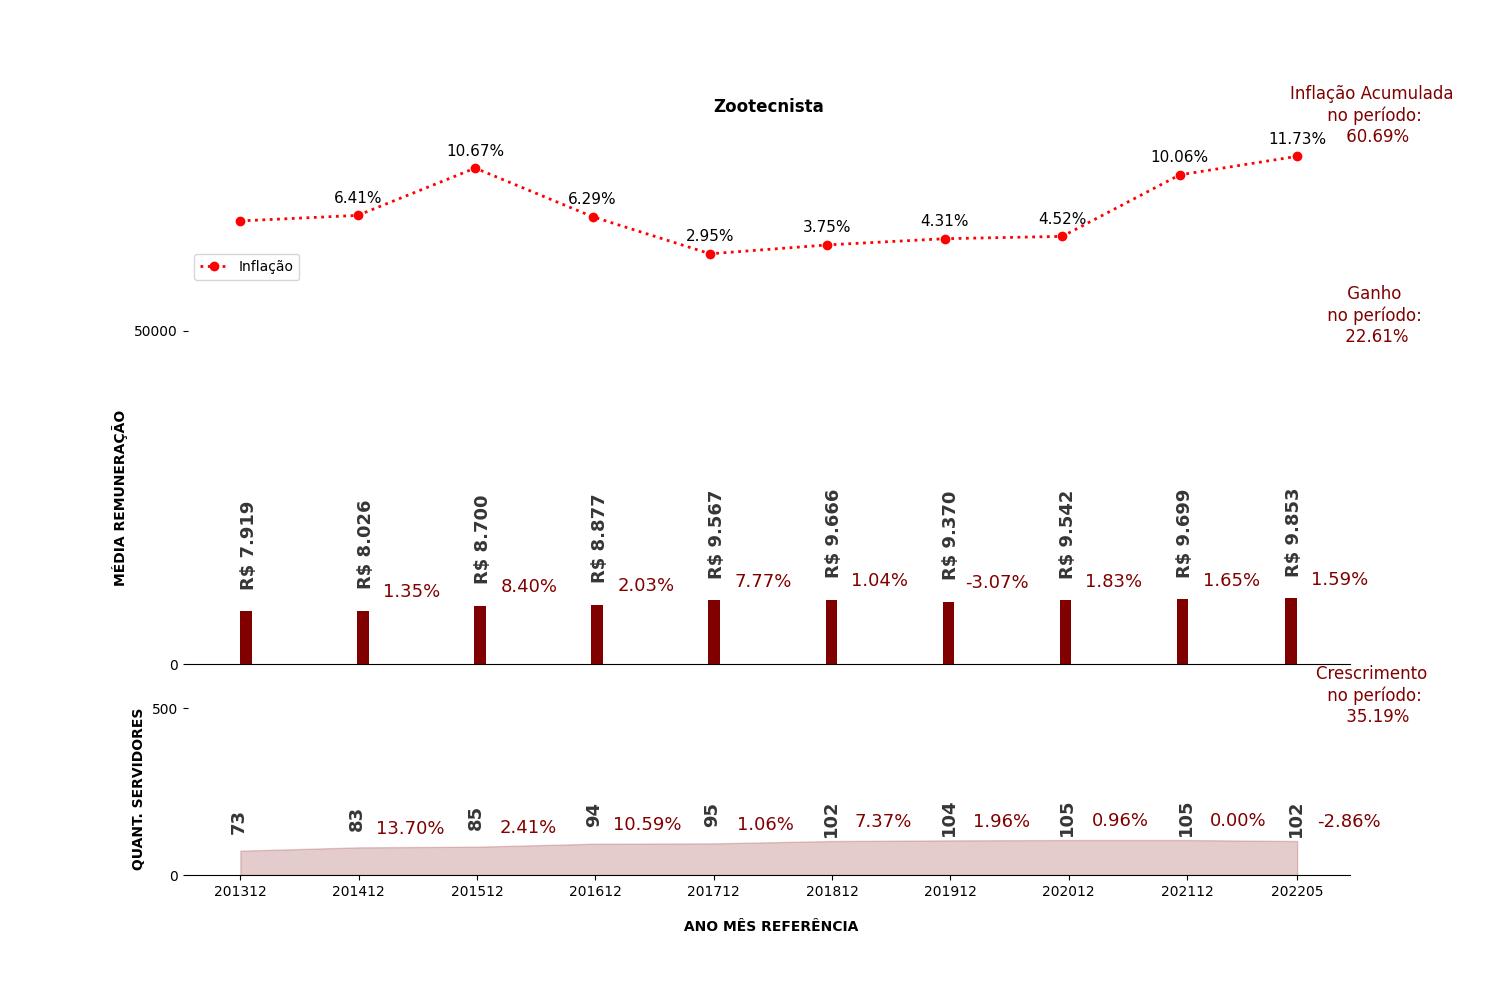 Zootecnista
Inflação Acumulada
no período:
60.69%
6.41%
10.67%
6.29%
2.95%
3.75%
4.31%
4.52%
10.06%
11.73%
Inflação
Ganho
no período:
22.61%
50000
0
MÉDIA REMUNERAÇÃO
R$ 7.919
R$ 8.026
R$ 8.700
R$ 8.877
R$ 9.567
R$ 9.666
R$ 9.370
R$ 9.542
R$ 9.699
R$ 9.853
1.35%
8.40%
2.03%
7.77%
1.04%
-3.07%
1.83%
1.65%
1.59%
Crescrimento
no período:
35.19%
500
0
QUANT. SERVIDORES
73
83
85
94
95
102
104
105
105
102
13.70%
2.41%
10.59%
1.06%
7.37%
1.96%
0.96%
0.00%
-2.86%
201312
201412
201512
201612
201712
201812
201912
202012
202112
202205
ANO MÊS REFERÊNCIA